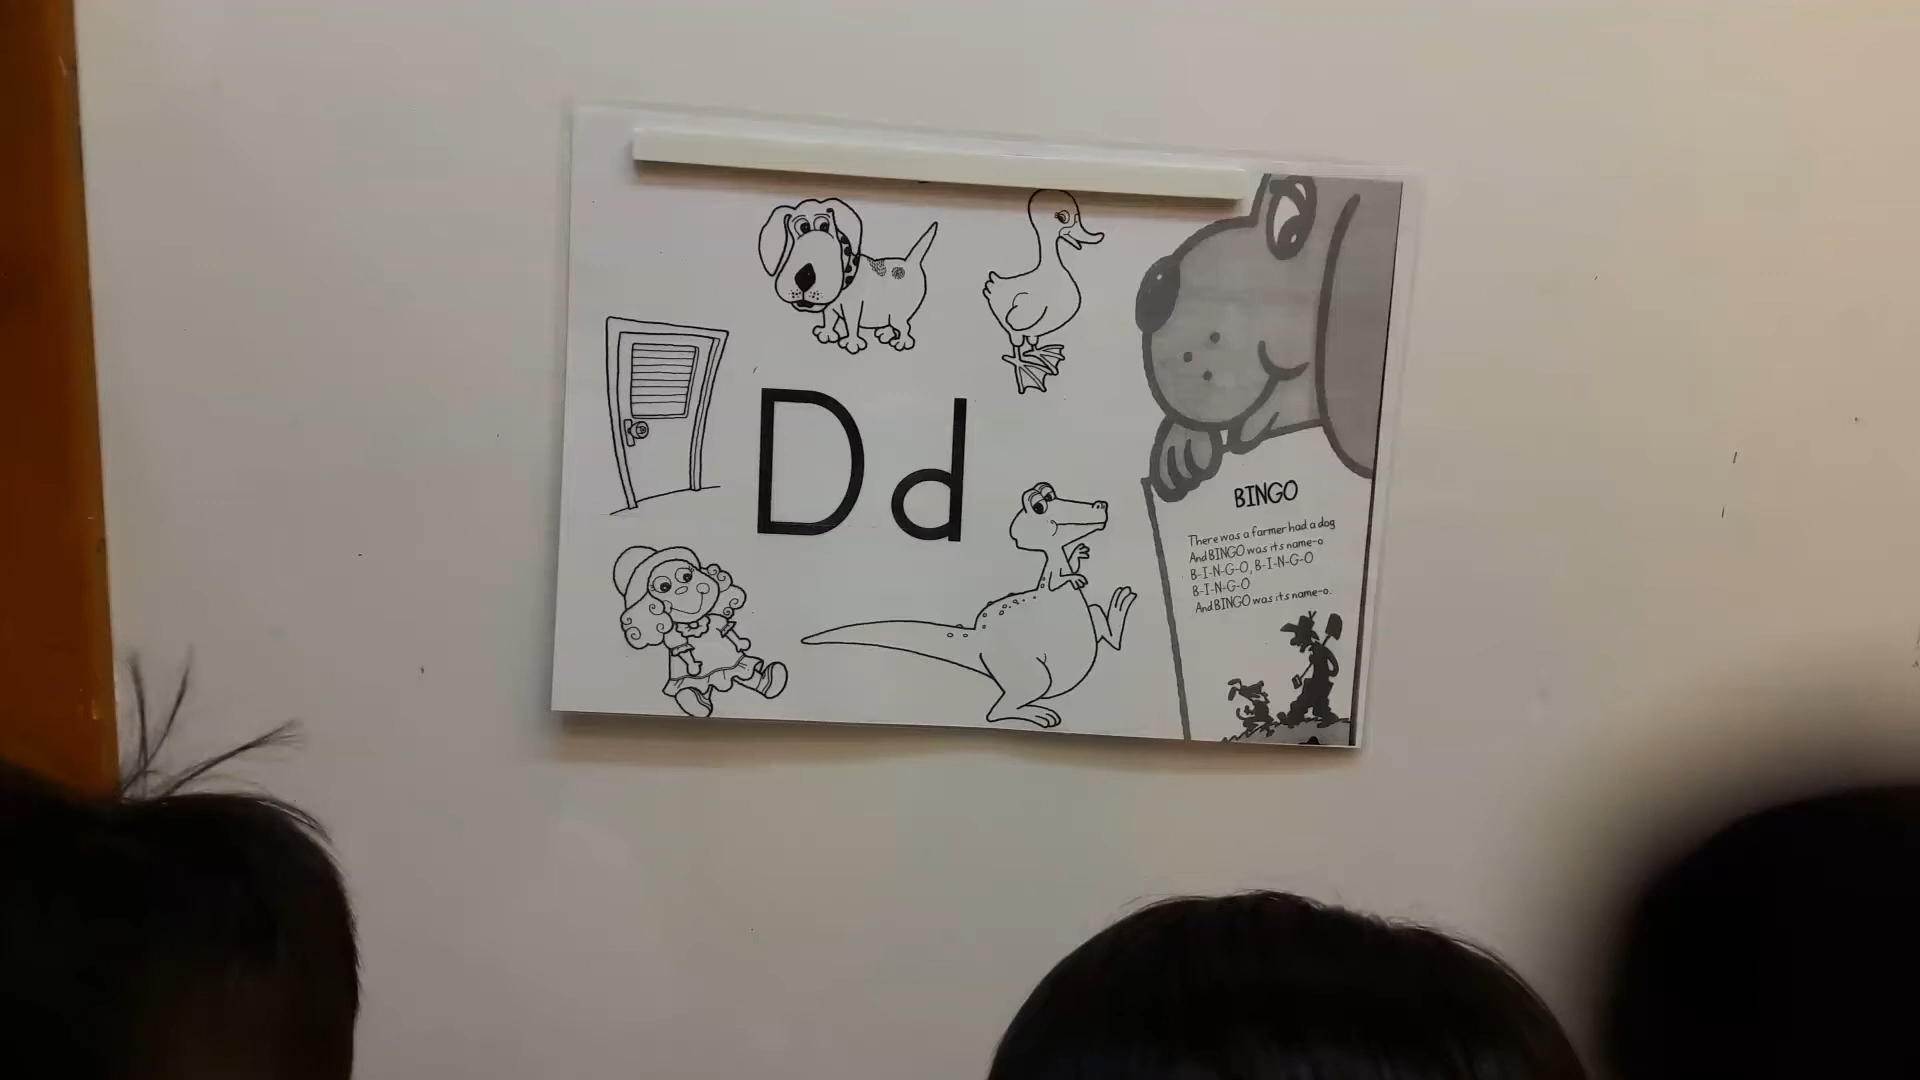 Dd
BINGO
There was a farmer had a dog
And BINGO was its name-o
B-I-N-G-O, B-I-N-G-O
B-I-N-G-O
And BINGO was its name-o.